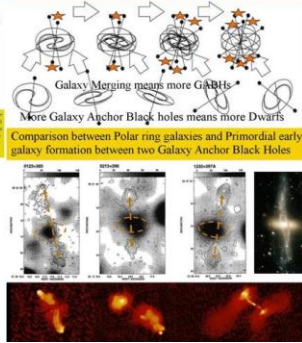 Galaxy Merging means more GABHs
More Galaxy Anchor Black holes means more Dwarfs
Comparison between Polar ring galaxies and Primordial early
galaxy formation between two Galaxy Anchor Black Holes